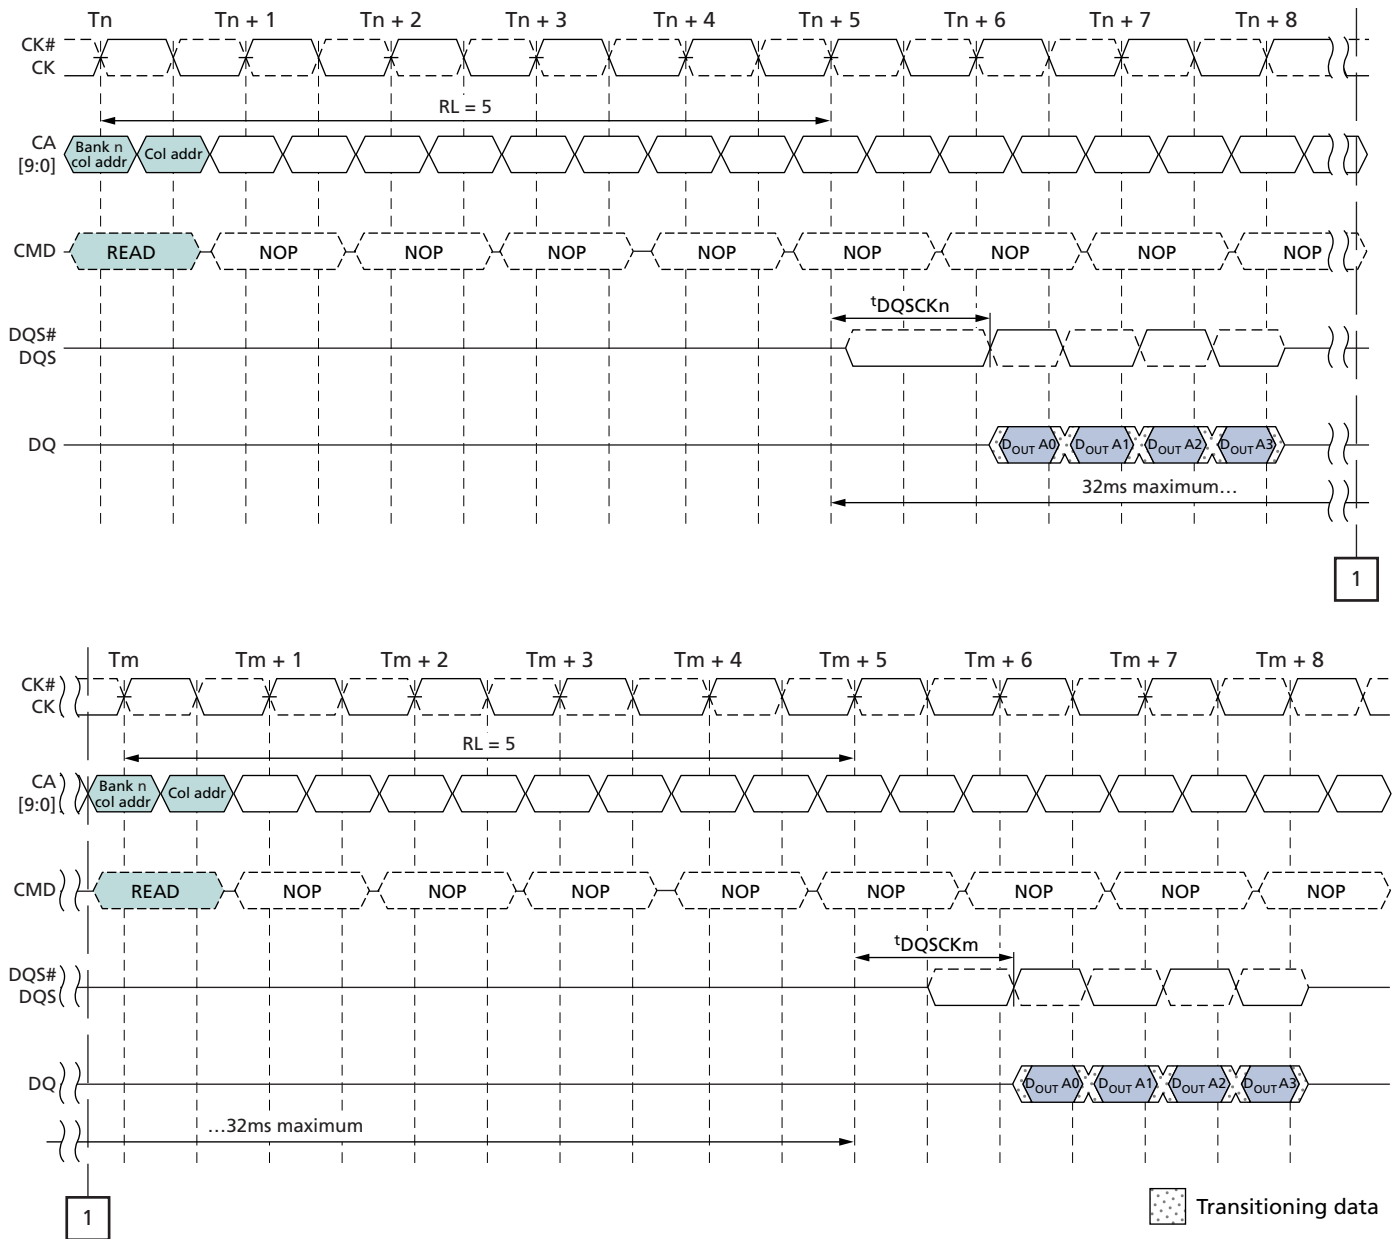 Tn Tn + 1 Tn + 2 Tn + 3 Tn + 4 Tn + 5 Tn + 6 Tn + 7 Tn + 8
CK#
CK
RL = 5
CA
[9:0]
Bank n
col addr
Col addr
CMD READ NOP NOP NOP NOP NOP NOP NOP NOP
tDQSCKn
DQS#
DQS
DQ DOUT A0 DOUT A1 DOUT A2 DOUT A3
32ms maximum…
1
Tm Tm + 1 Tm + 2 Tm + 3 Tm + 4 Tm + 5 Tm + 6 Tm + 7 Tm + 8
CK#
CK
RL = 5
CA
[9:0]
Bank n
col addr
Col addr
CMD READ NOP NOP NOP NOP NOP NOP NOP NOP
tDQSCKm
DQS#
DQS
DQ DOUT A0 DOUT A1 DOUT A2 DOUT A3
…32ms maximum
1
Transitioning data